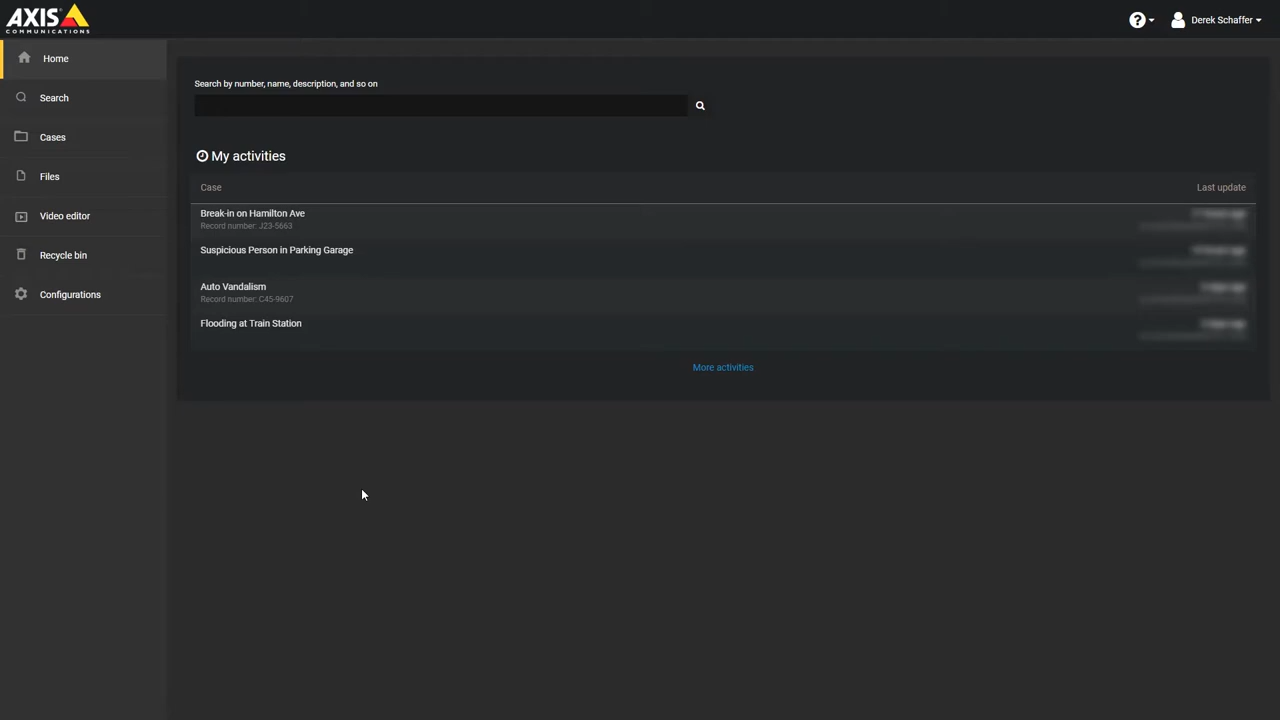 AXIS
COMMUNICATIONS
Derek Schaffer
Home
Search
Cases
Files
Video editor
Recycle bin
Configurations
Search by number, name, description, and so on
My activities
Case
Last update
Break-in on Hamilton Ave
Record number: J23-5663
Suspicious Person in Parking Garage
Auto Vandalism
Record number: C45-9607
Flooding at Train Station
More activities